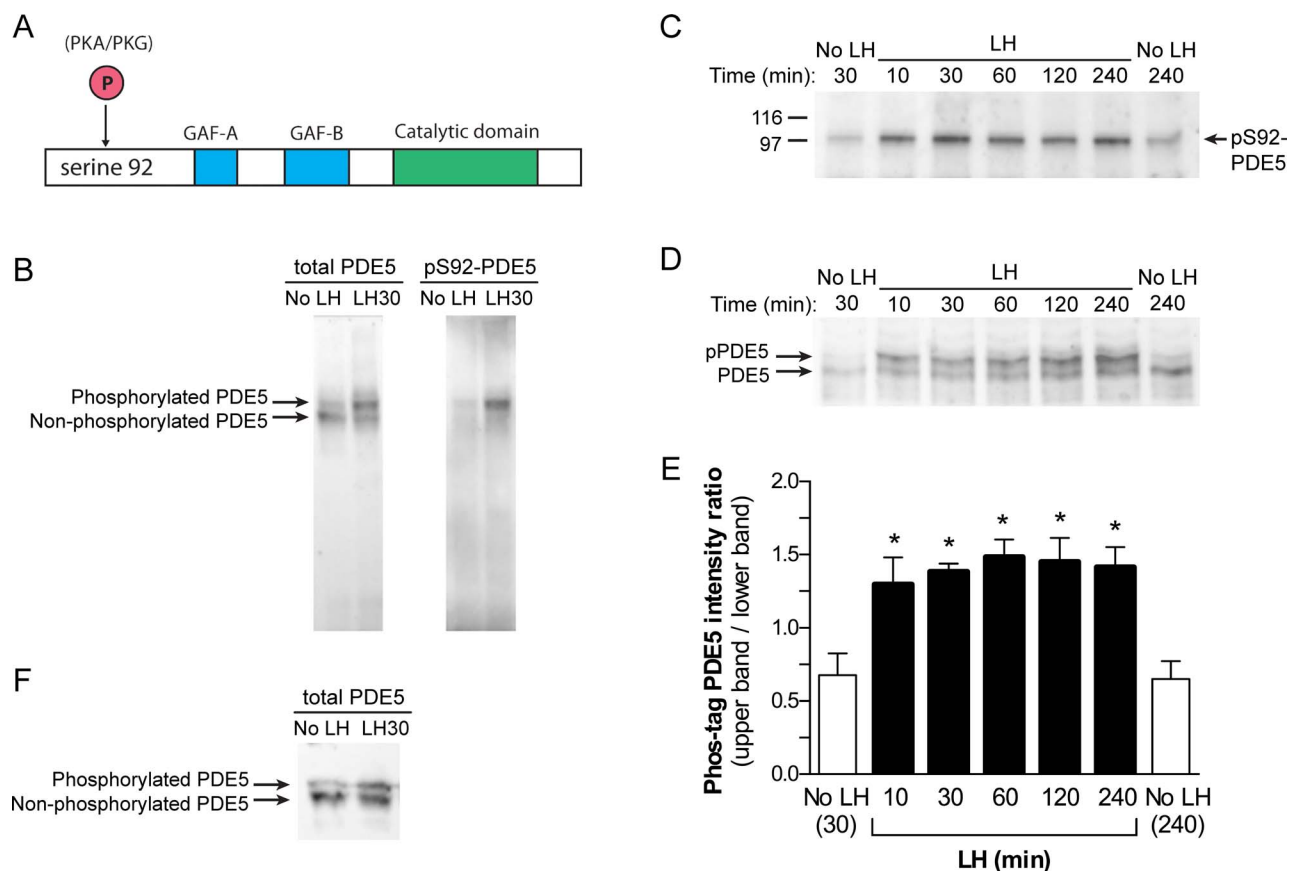 A
(PKA/PKG)
P
GAF-A GAF-B Catalytic domain
serine 92
B
total PDE5 pS92-PDE5
No LH LH30 No LH LH30
Phosphorylated PDE5
Non-phosphorylated PDE5
F
total PDE5
No LH LH30
Phosphorylated PDE5
Non-phosphorylated PDE5
C
No LH LH No LH
Time (min): 30 10 30 60 120 240 240
116
97
pS92-
PDE5
D
No LH LH No LH
Time (min): 30 10 30 60 120 240 240
pPDE5
PDE5
E
Phos-tag PDE5 intensity ratio
(upper band / lower band)
2.0
1.5
1.0
0.5
0.0
* * * * *
No LH 10 30 60 120 240 No LH
(30) (240)
LH (min)